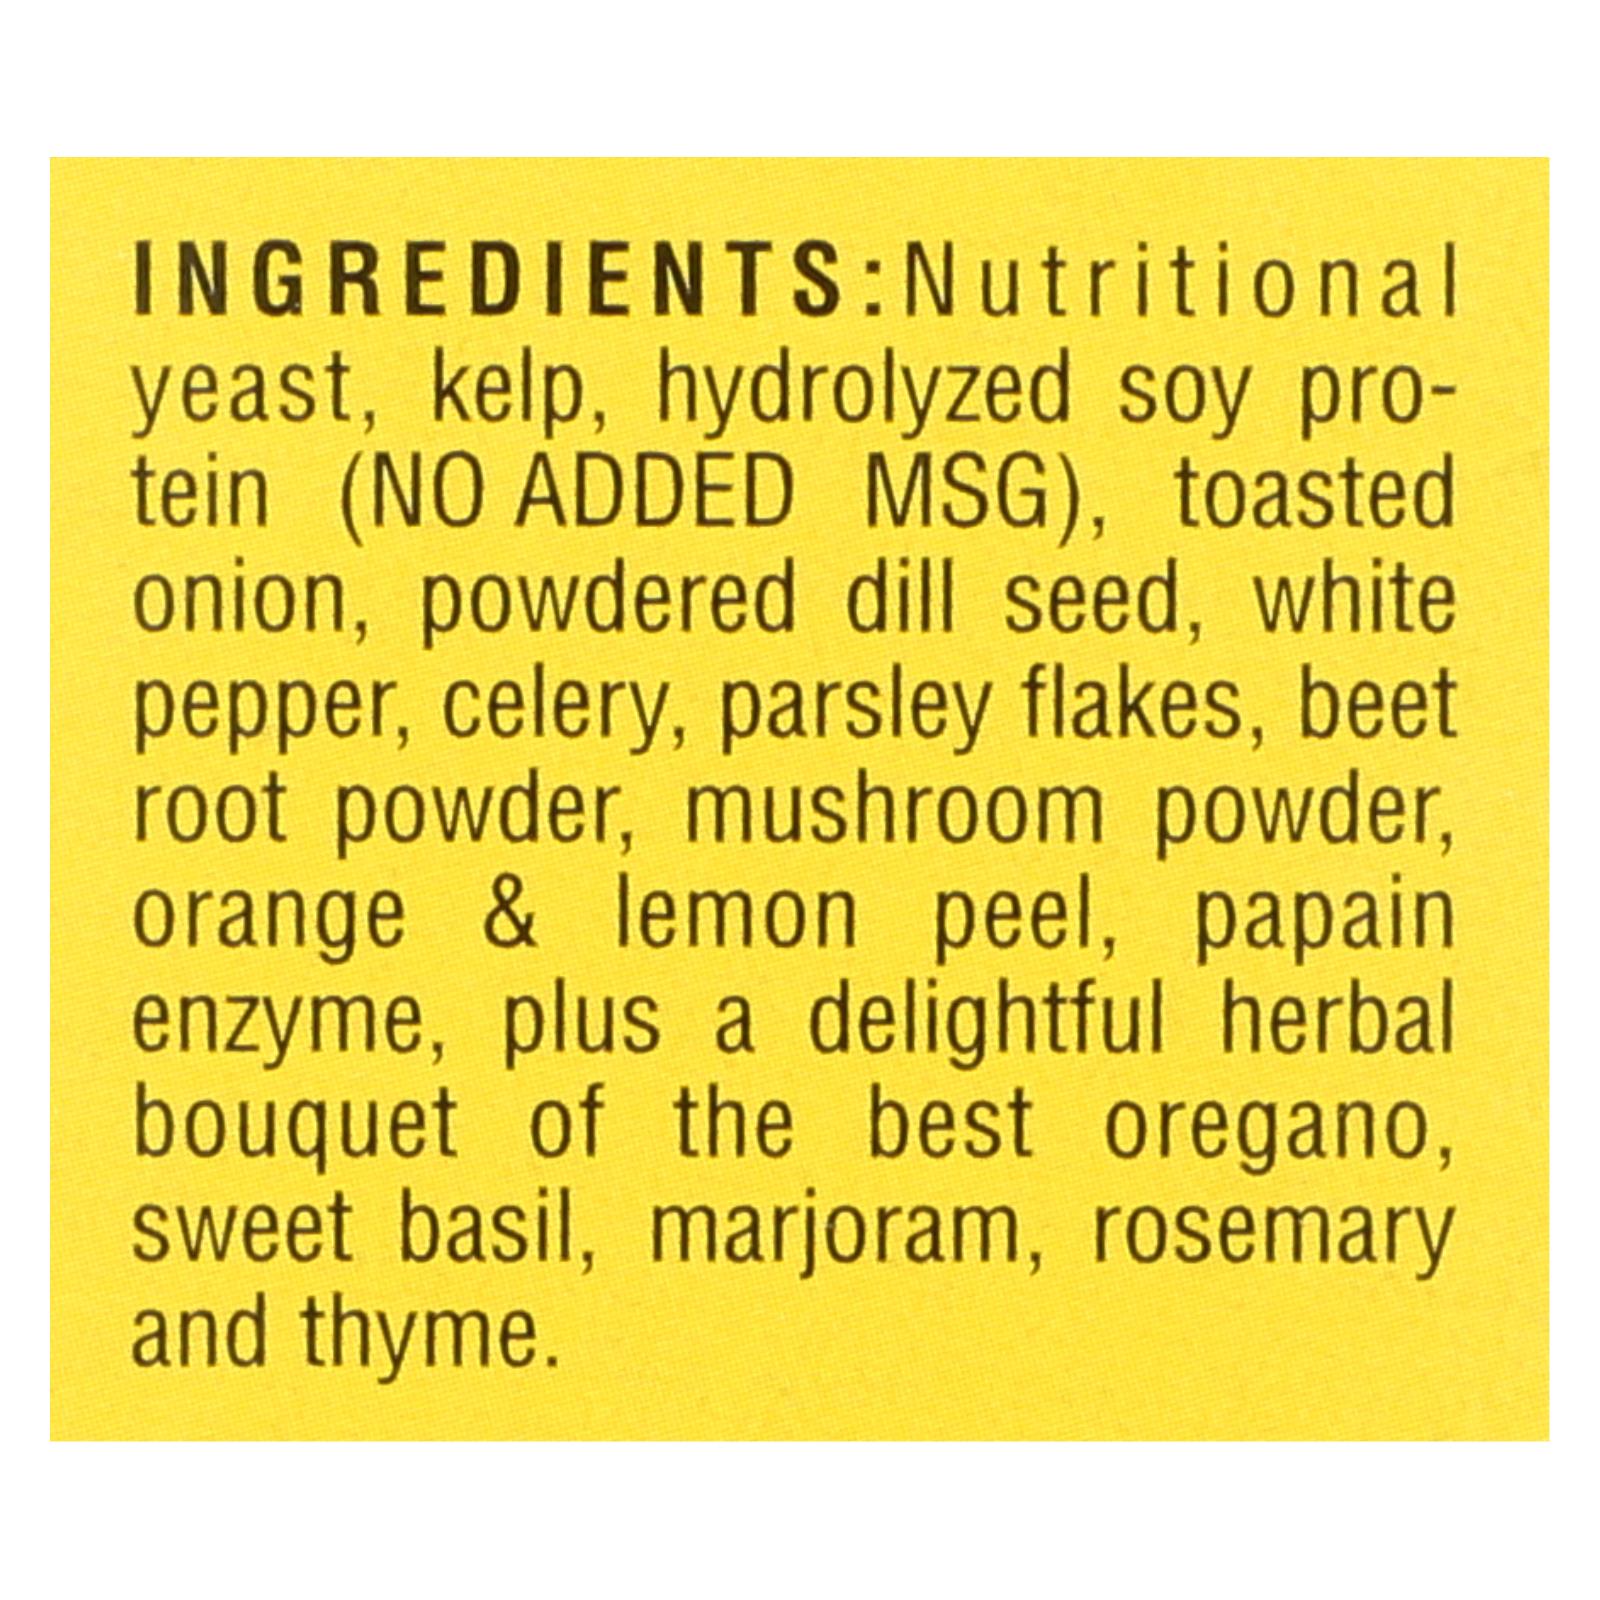 INGREDIENTS: Nutritional
yeast, kelp, hydrolyzed soy pro-
tein (NO ADDED MSG), toasted
onion, powdered dill seed, white
pepper, celery, parsley flakes, beet
root powder, mushroom powder,
orange & lemon peel, papain
enzyme, plus a delightful herbal
bouquet of the best oregano,
sweet basil, marjoram, rosemary
and thyme.